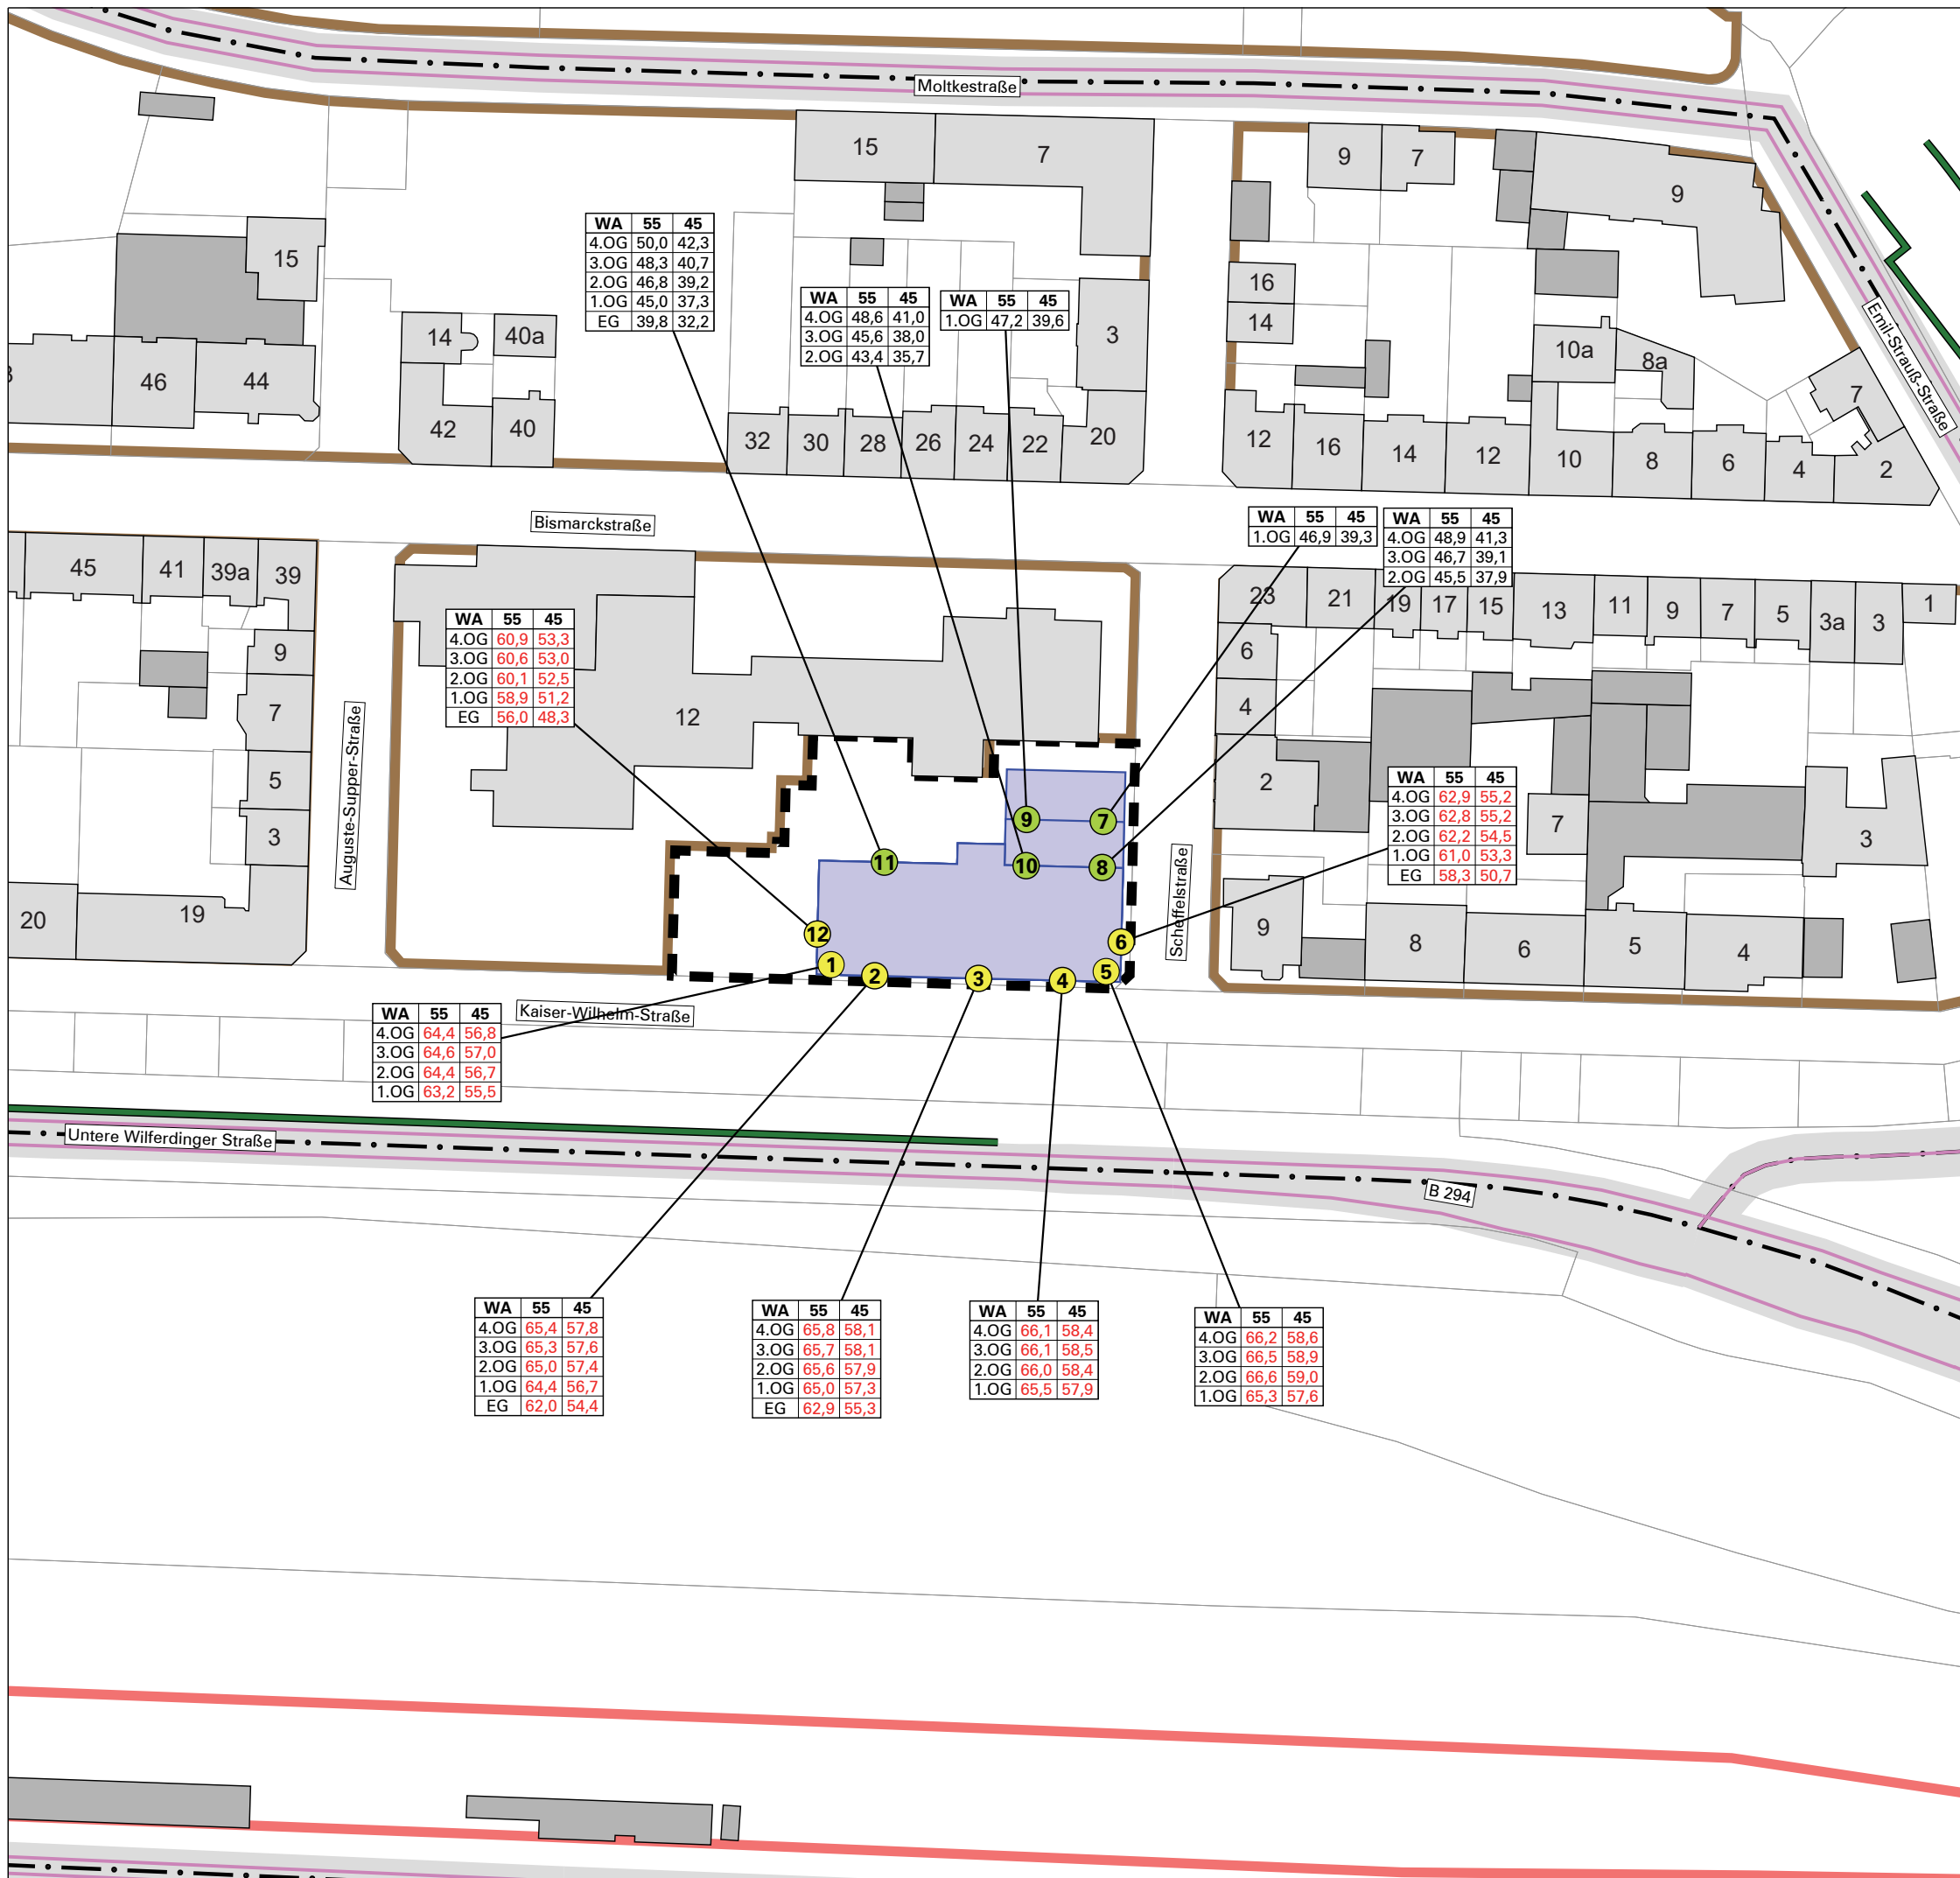 Moltkestraße
15
7
9
7
9
15
WA 55 45
4.OG 50,0 42,3
3.OG 48,3 40,7
2.OG 46,8 39,2
1.OG 45,0 37,3
EG 39,8 32,2
WA 55 45
4.OG 48,6 41,0
3.OG 45,6 38,0
2.OG 43,4 35,7
WA 55 45
1.OG 47,2 39,6
16
14
3
14
40a
10a
8a
7
Emil-Strauß-Straße
46
44
42
40
32
30
28
26
24
22
20
12
16
14
12
10
8
6
4
2
Bismarckstraße
WA 55 45
1.OG 46,9 39,3
WA 55 45
4.OG 48,9 41,3
3.OG 46,7 39,1
2.OG 45,5 37,9
45
41
39a
39
23
21
19
17
15
13
11
9
7
5
3a
3
1
WA 55 45
4.OG 60,9 53,3
3.OG 60,6 53,0
2.OG 60,1 52,5
1.OG 58,9 51,2
EG 56,0 48,3
9
7
5
3
12
6
4
2
Auguste-Supper-Straße
WA 55 45
4.OG 62,9 55,2
3.OG 62,8 55,2
2.OG 62,2 54,5
1.OG 61,0 53,3
EG 58,3 50,7
7
3
9
7
11
10
8
Scheffelstraße
20
19
12
6
9
8
6
5
4
1
2
3
4
5
Kaiser-Wilhelm-Straße
WA 55 45
4.OG 64,4 56,8
3.OG 64,6 57,0
2.OG 64,4 56,7
1.OG 63,2 55,5
Untere Wilferdinger Straße
B 294
WA 55 45
4.OG 65,4 57,8
3.OG 65,3 57,6
2.OG 65,0 57,4
1.OG 64,4 56,7
EG 62,0 54,4
WA 55 45
4.OG 65,8 58,1
3.OG 65,7 58,1
2.OG 65,6 57,9
1.OG 65,0 57,3
EG 62,9 55,3
WA 55 45
4.OG 66,1 58,4
3.OG 66,1 58,5
2.OG 66,0 58,4
1.OG 65,5 57,9
WA 55 45
4.OG 66,2 58,6
3.OG 66,5 58,9
2.OG 66,6 59,0
1.OG 65,3 57,6